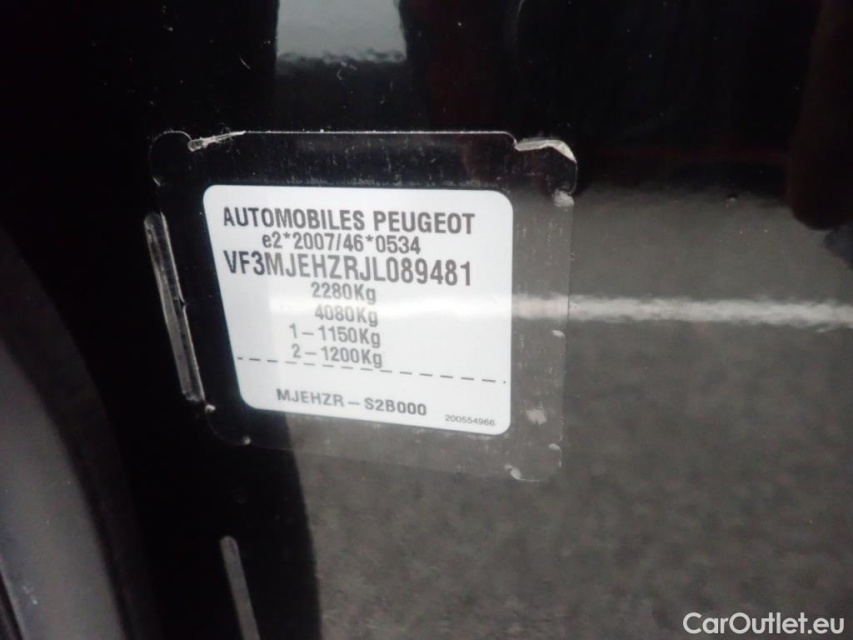 AUTOMOBILES PEUGEOT
e2*2007/46*0534
VF3MJEHZRJL089481
2280Kg
4080Kg
1-1150Kg
2-1200Kg
MJEHZR-S2B000
200554966
CarOutlet.eu